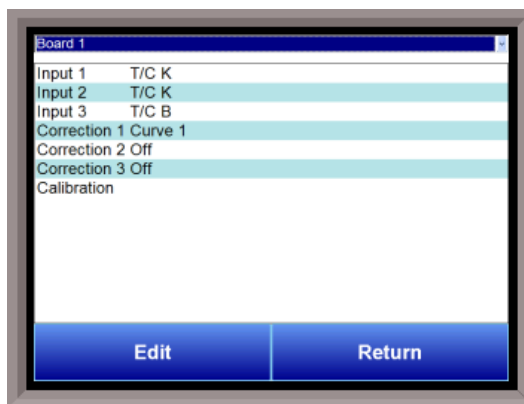 Board 1
Input 1 T/C K
Input 2 T/C K
Input 3 T/C B
Correction 1 Curve 1
Correction 2 Off
Correction 3 Off
Calibration
Edit Return